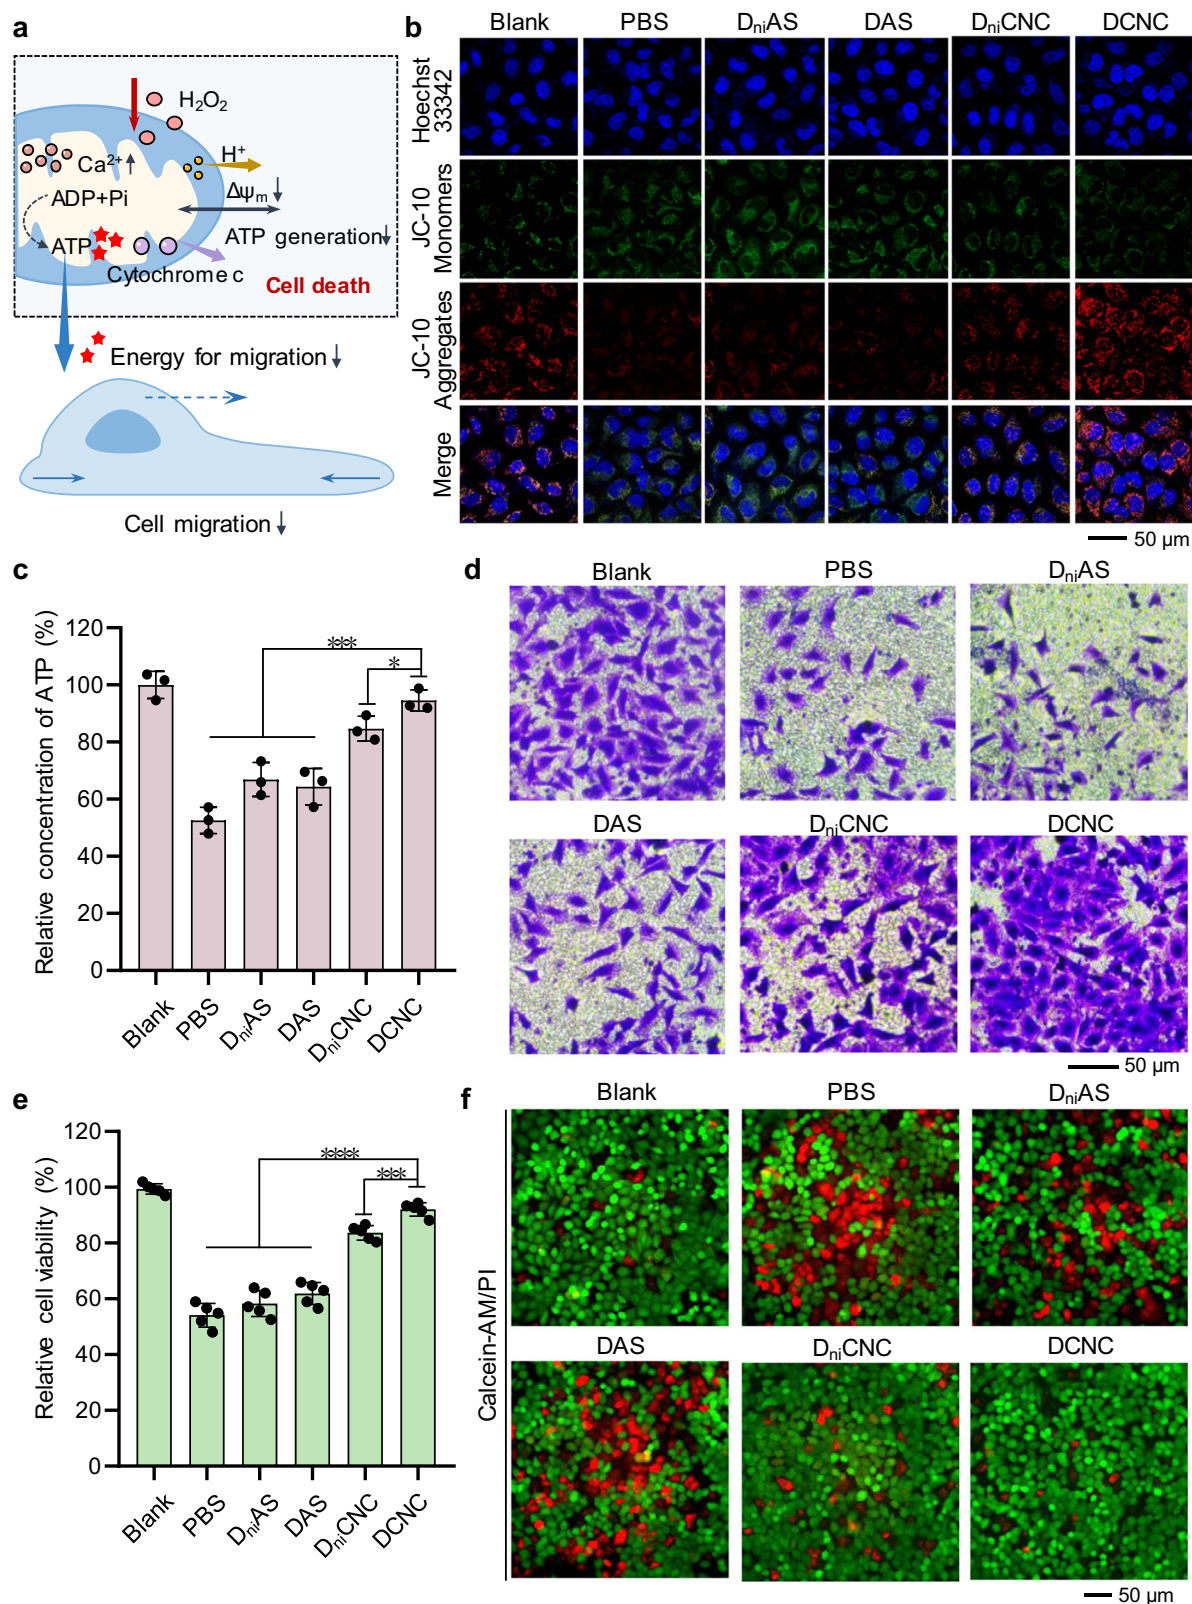 a
H₂O₂
Ca²⁺
H⁺
ADP+Pi
Δψₘ
ATP
ATP generation
Cytochrome c
Cell death
Energy for migration
Cell migration
b
Blank PBS DₙᵢAS DAS DₙᵢCNC DCNC
Hoechst
33342
JC-10
Monomers
JC-10
Aggregates
Merge
50 μm
c
Relative concentration of ATP (%)
120
100
80
60
40
20
0
***
*
Blank PBS DₙᵢAS DAS DₙᵢCNC DCNC
d
Blank PBS DₙᵢAS
DAS DₙᵢCNC DCNC
50 μm
e
Relative cell viability (%)
120
100
80
60
40
20
0
****
***
Blank PBS DₙᵢAS DAS DₙᵢCNC DCNC
f
Calcein-AM/PI
Blank PBS DₙᵢAS
DAS DₙᵢCNC DCNC
50 μm